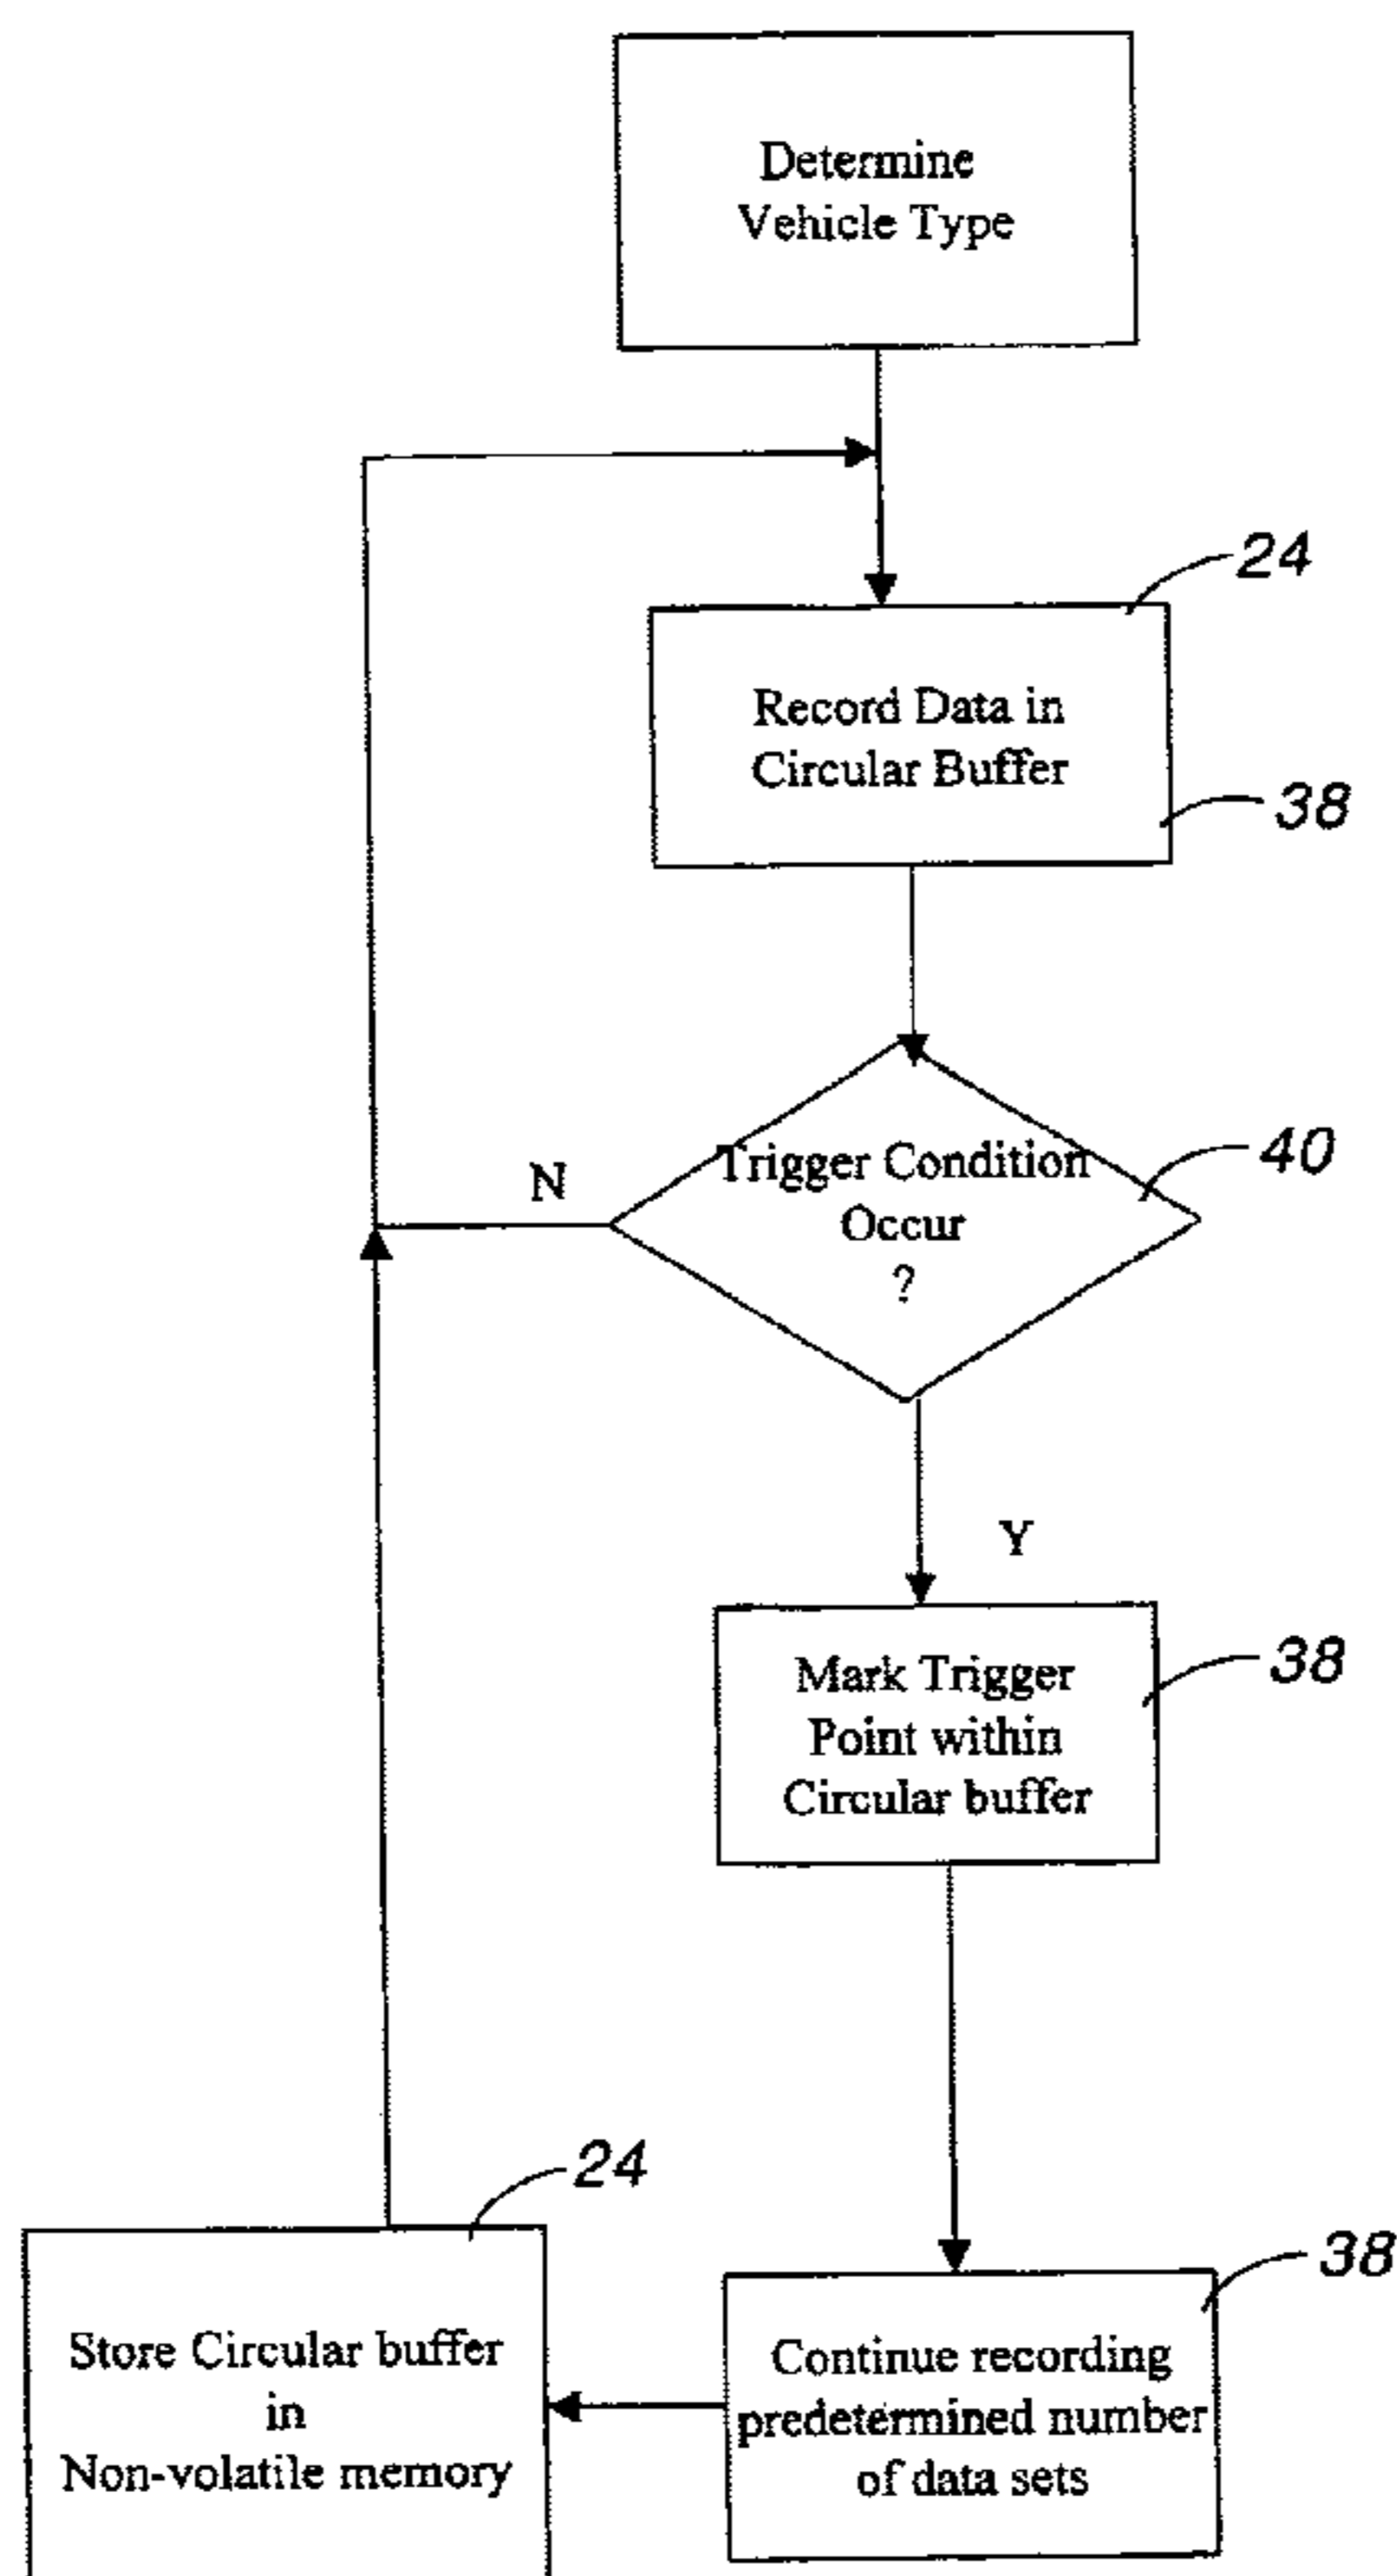 Determine
Vehicle Type
24
Record Data in
Circular Buffer
38
N
Trigger Condition
Occur
?
40
Y
Mark Trigger
Point within
Circular buffer
38
24
Store Circular buffer
in
Non-volatile memory
38
Continue recording
predetermined number
of data sets